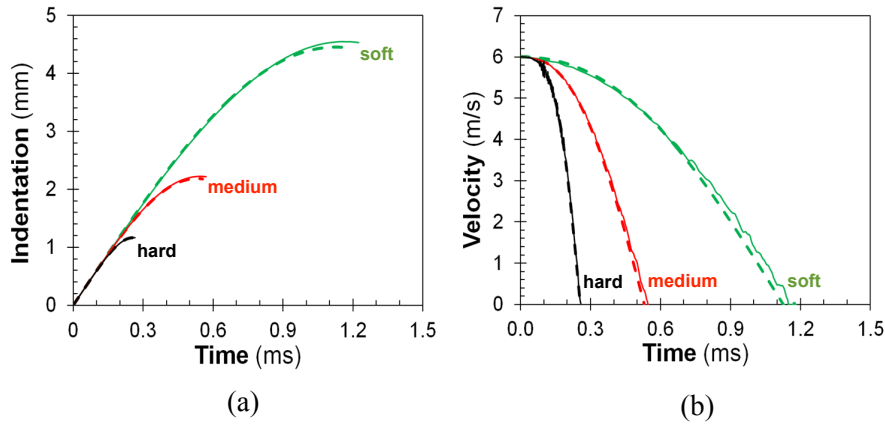 5
4
3
2
1
0
Indentation (mm)
soft
medium
hard
0
0.3
0.6
0.9
1.2
1.5
Time (ms)
(a)
7
6
5
4
3
2
1
0
Velocity (m/s)
hard
medium
soft
0.0
0.3
0.6
0.9
1.2
1.5
Time (ms)
(b)